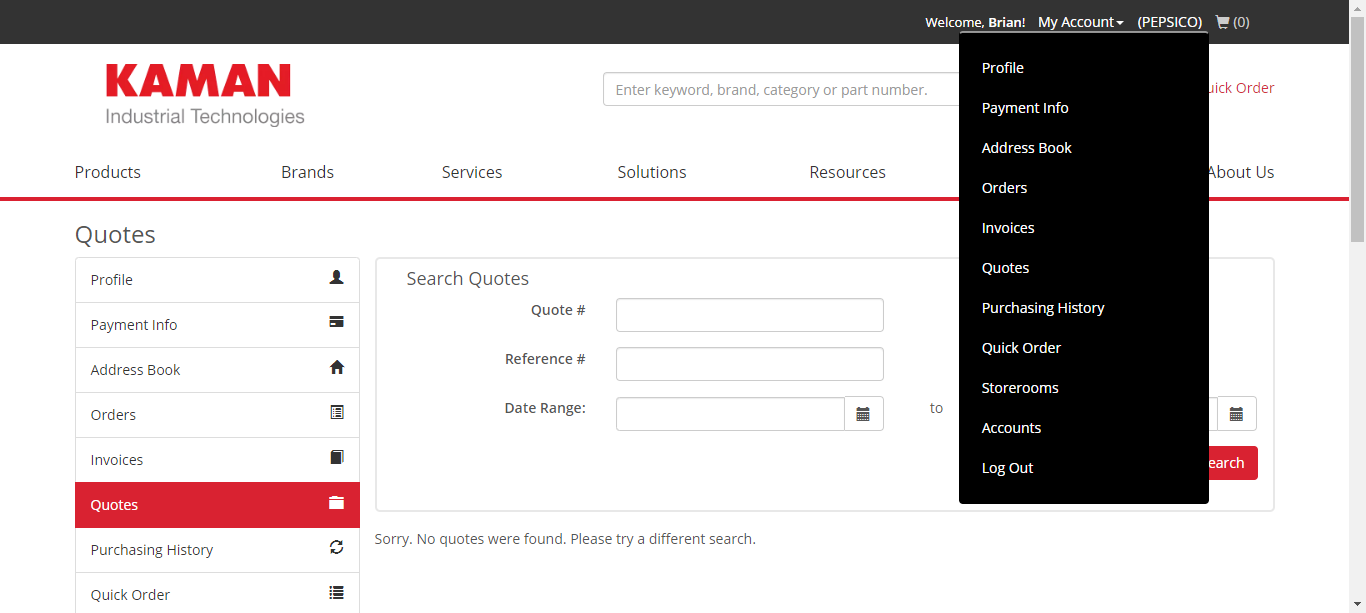 Welcome, Brian! My Account (PEPSICO) (0)
KAMAN
Industrial Technologies
Enter keyword, brand, category or part number.
uick Order
Products Brands Services Solutions Resources About Us
Profile
Payment Info
Address Book
Orders
Invoices
Quotes
Purchasing History
Quick Order
Storerooms
Accounts
Log Out
Quotes
Profile
Payment Info
Address Book
Orders
Invoices
Quotes
Purchasing History
Quick Order
Search Quotes
Quote #
Reference #
Date Range: to
earch
Sorry. No quotes were found. Please try a different search.